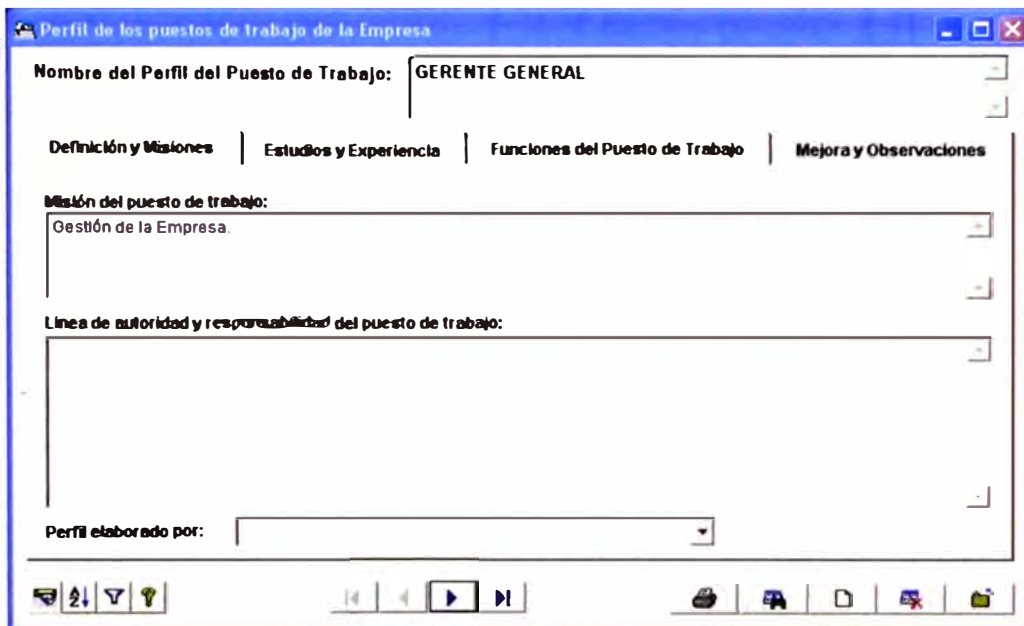 Perfil de los puestos de trabajo de la Empresa
Nombre del Perfil del Puesto de Trabajo: GERENTE GENERAL
Definición y Misiones Estudios y Experiencia Funciones del Puesto de Trabajo Mejora y Observaciones
Misión del puesto de trabajo:
Gestión de la Empresa.
Línea de autoridad y responsabilidad del puesto de trabajo:
Perfil elaborado por: